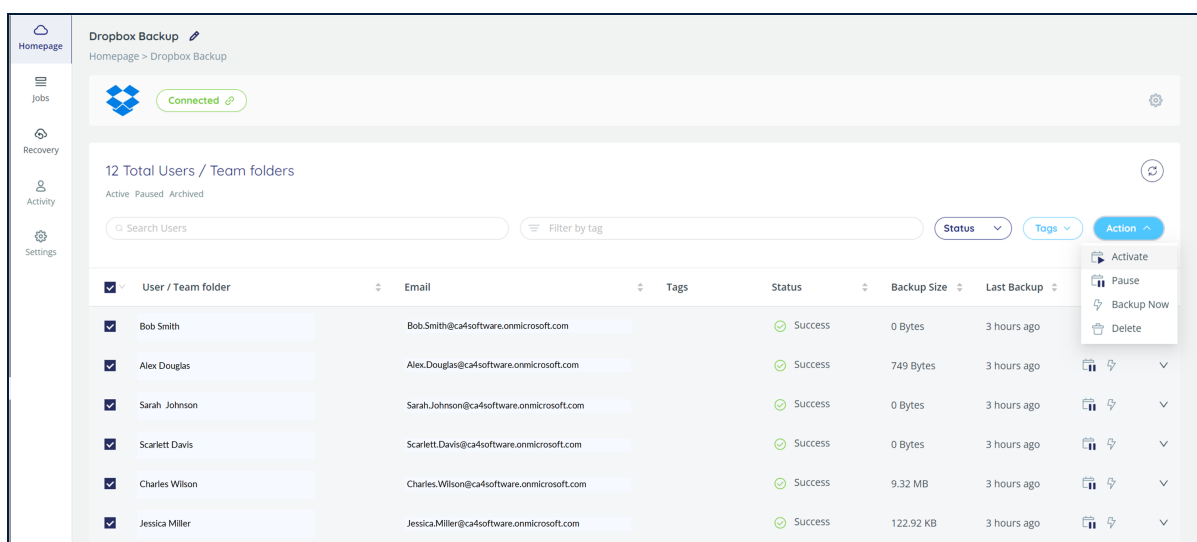 Homepage
Jobs
Recovery
Activity
Settings
Dropbox Backup
Homepage > Dropbox Backup
Connected
12 Total Users / Team folders
Active Paused Archived
Search Users
Filter by tag
Status
Tags
Action
Activate
Pause
Backup Now
Delete
User / Team folder Email Tags Status Backup Size Last Backup
Bob Smith Bob.Smith@ca4software.onmicrosoft.com Success 0 Bytes 3 hours ago
Alex Douglas Alex.Douglas@ca4software.onmicrosoft.com Success 749 Bytes 3 hours ago
Sarah Johnson Sarah.Johnson@ca4software.onmicrosoft.com Success 0 Bytes 3 hours ago
Scarlett Davis Scarlett.Davis@ca4software.onmicrosoft.com Success 0 Bytes 3 hours ago
Charles Wilson Charles.Wilson@ca4software.onmicrosoft.com Success 9.32 MB 3 hours ago
Jessica Miller Jessica.Miller@ca4software.onmicrosoft.com Success 122.92 KB 3 hours ago